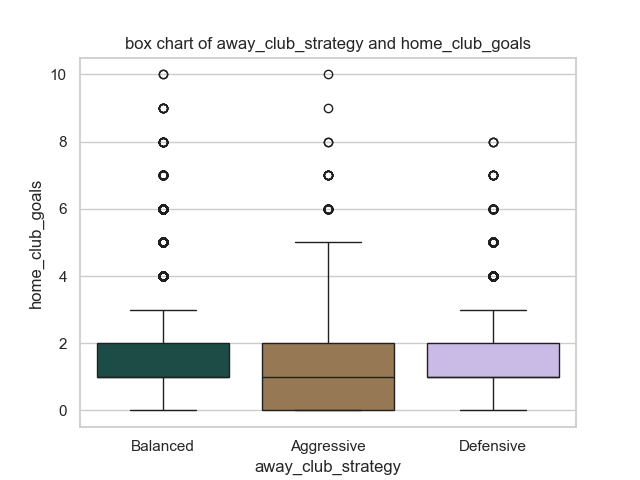 box chart of away_club_strategy and home_club_goals
10
8
6
4
2
0
home_club_goals
Balanced
Aggressive
Defensive
away_club_strategy